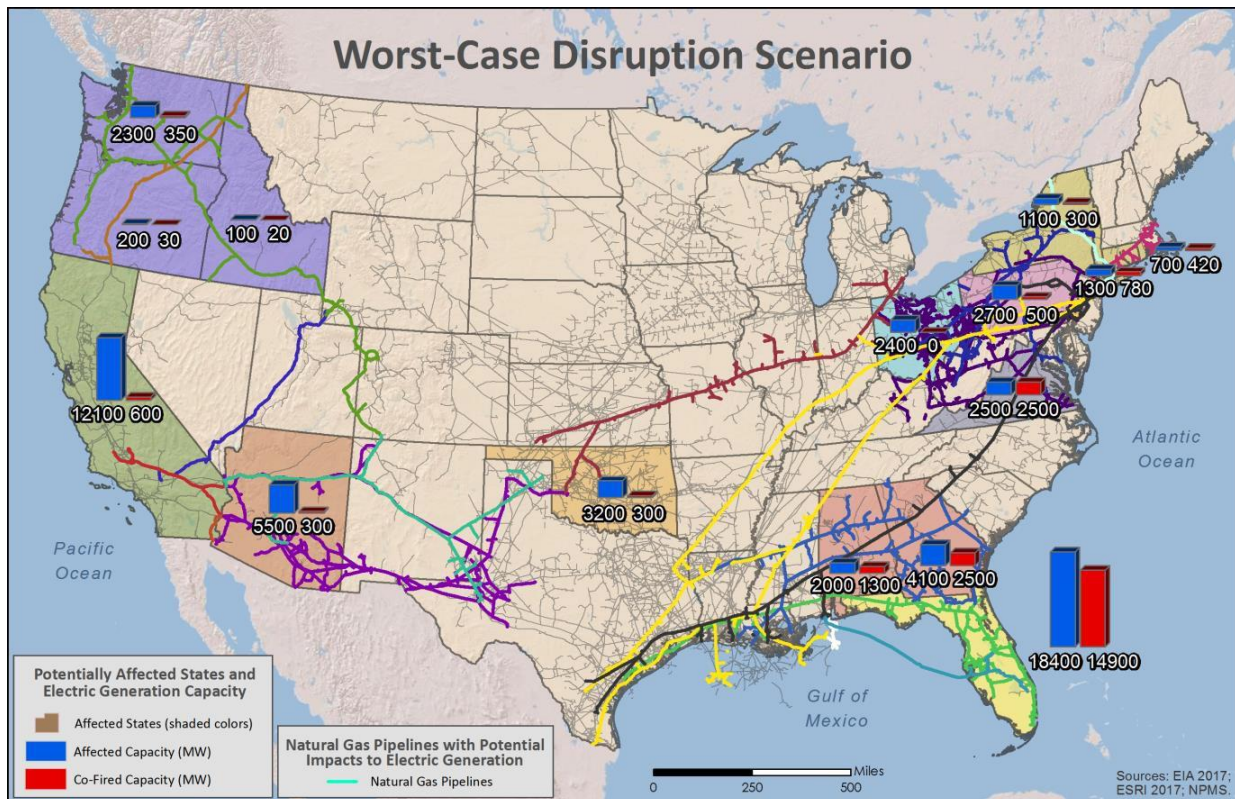 Worst-Case Disruption Scenario
2300 350
200 30
100 20
1100 300
700 420
1300 780
2700 500
2400 0
12100 600
2500 2500
Atlantic
Ocean
5500 300
3200 300
Pacific
Ocean
2000 1300
4100 2500
18400 14900
Gulf of
Mexico
Potentially Affected States and
Electric Generation Capacity
Affected States (shaded colors)
Affected Capacity (MW)
Co-Fired Capacity (MW)
Natural Gas Pipelines with Potential
Impacts to Electric Generation
Natural Gas Pipelines
Miles
0 250 500
Sources: EIA 2017;
ESRI 2017; NPMS.